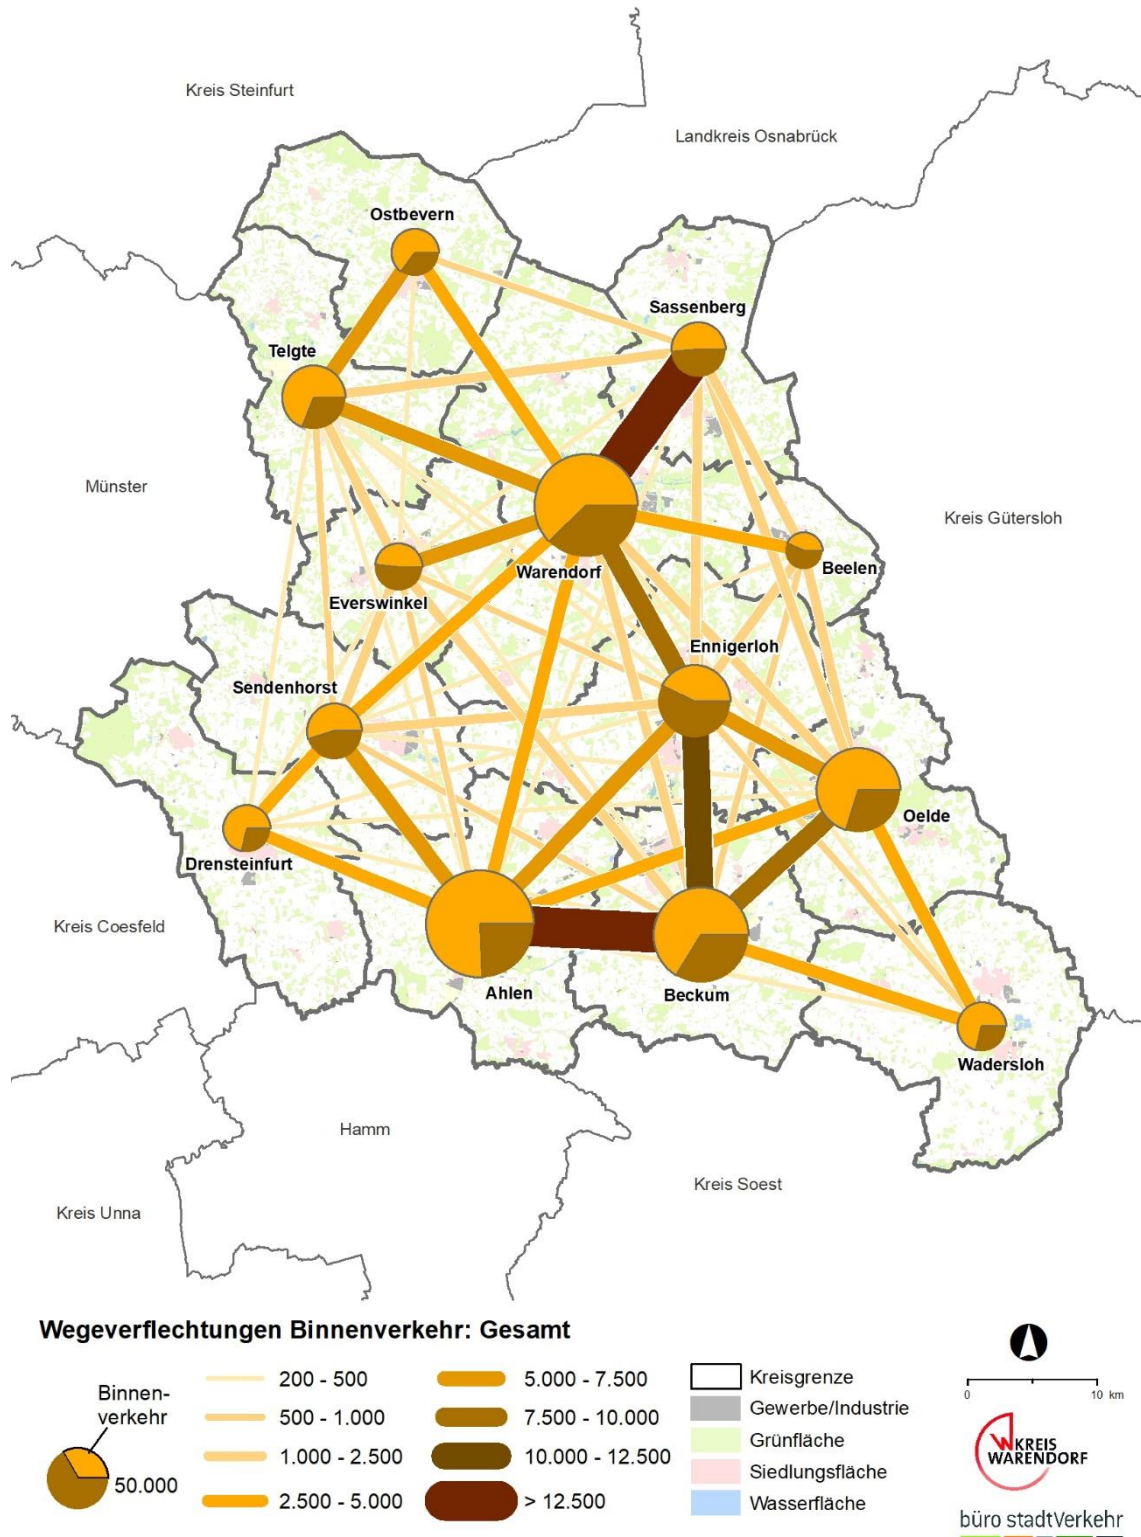 Kreis Steinfurt
Landkreis Osnabrück
Ostbevern
Sassenberg
Telgte
Münster
Kreis Gütersloh
Warendorf
Beelen
Everswinkel
Ennigerloh
Sendenhorst
Oelde
Drensteinfurt
Kreis Coesfeld
Ahlen
Beckum
Wadersloh
Hamm
Kreis Soest
Kreis Unna
Wegeverflechtungen Binnenverkehr: Gesamt
Binnen-
verkehr
50.000
200 - 500
500 - 1.000
1.000 - 2.500
2.500 - 5.000
5.000 - 7.500
7.500 - 10.000
10.000 - 12.500
> 12.500
Kreisgrenze
Gewerbe/Industrie
Grünfläche
Siedlungsfläche
Wasserfläche
0 10 km
KREIS
WARENDORF
büro stadtVerkehr